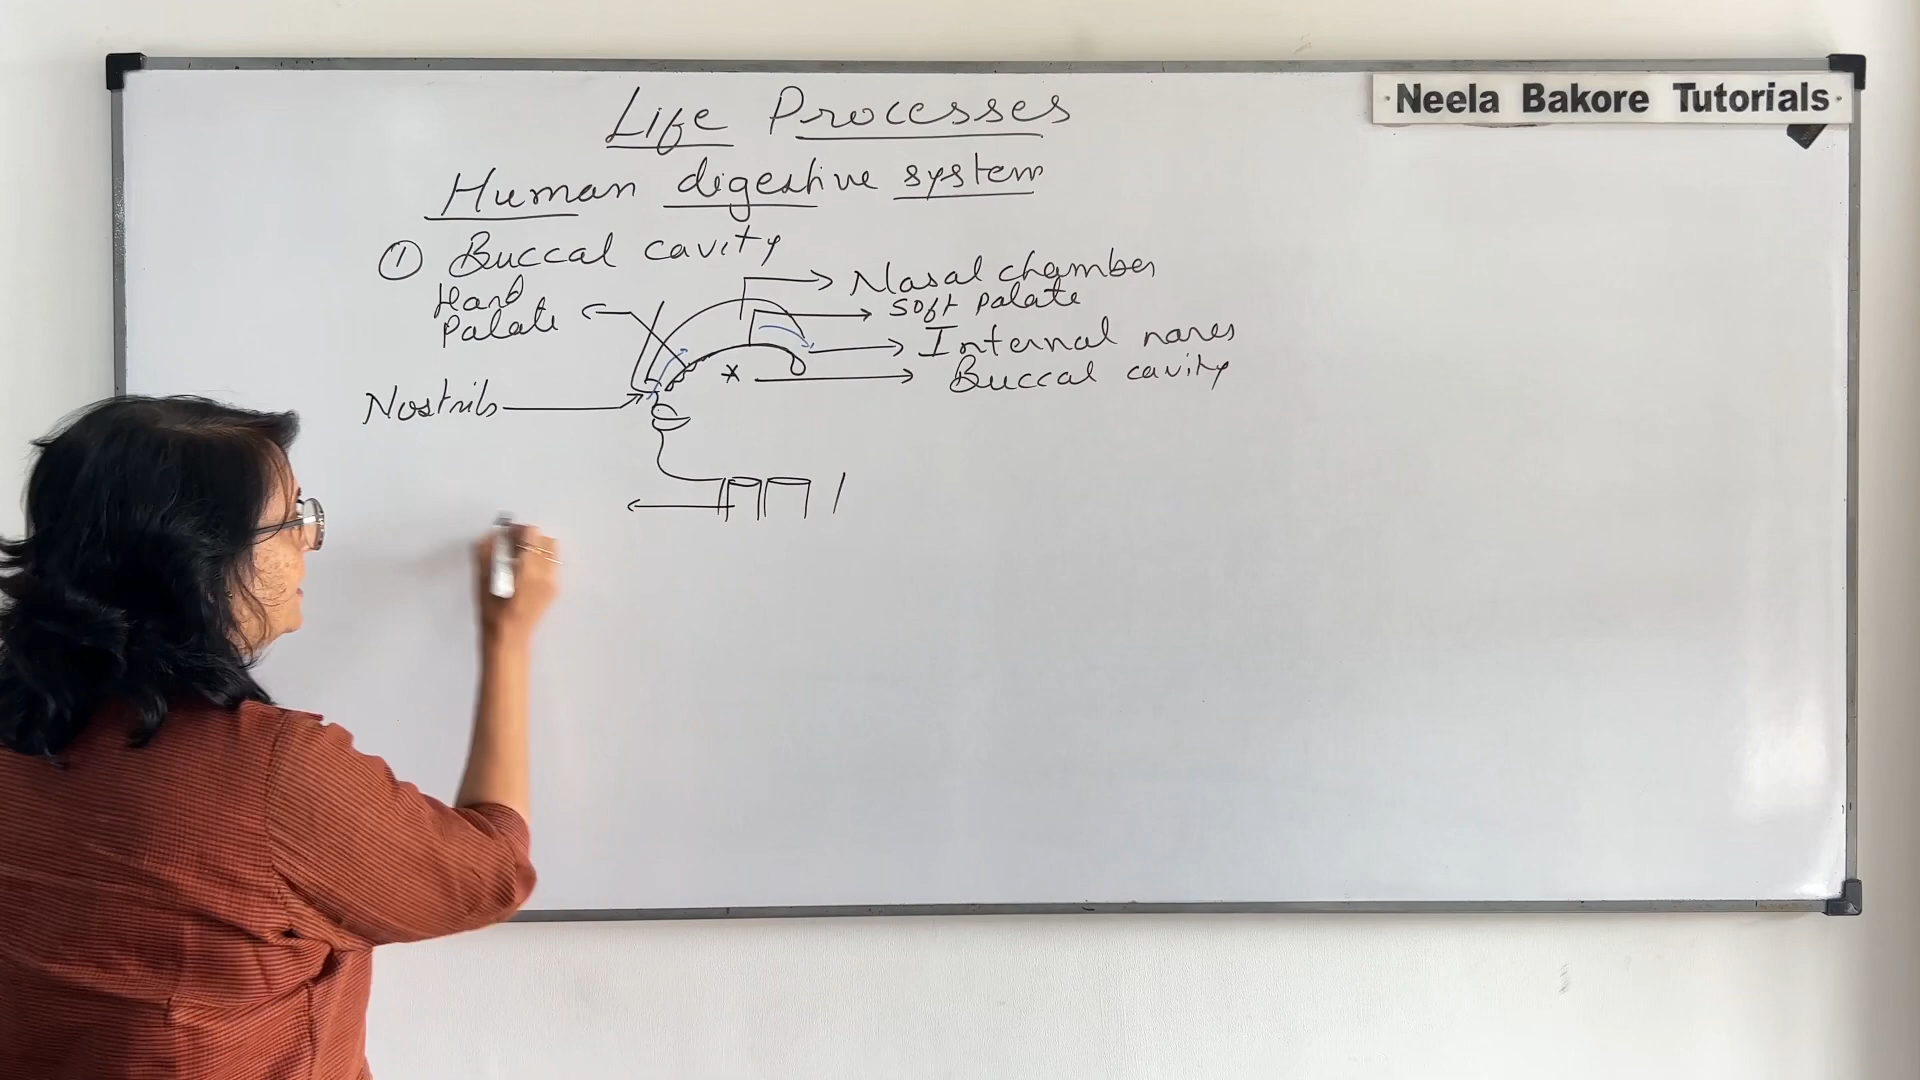 Life Processes
· Neela Bakore Tutorials ·
Human digestive system
① Buccal cavity
Nasal chamber
Hard
Palate
Soft palate
Internal nares
Buccal cavity
Nostrils